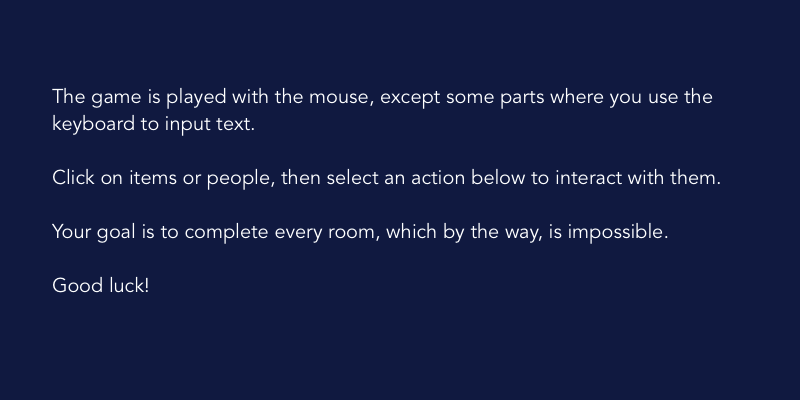 The game is played with the mouse, except some parts where you use the
keyboard to input text.
Click on items or people, then select an action below to interact with them.
Your goal is to complete every room, which by the way, is impossible.
Good luck!